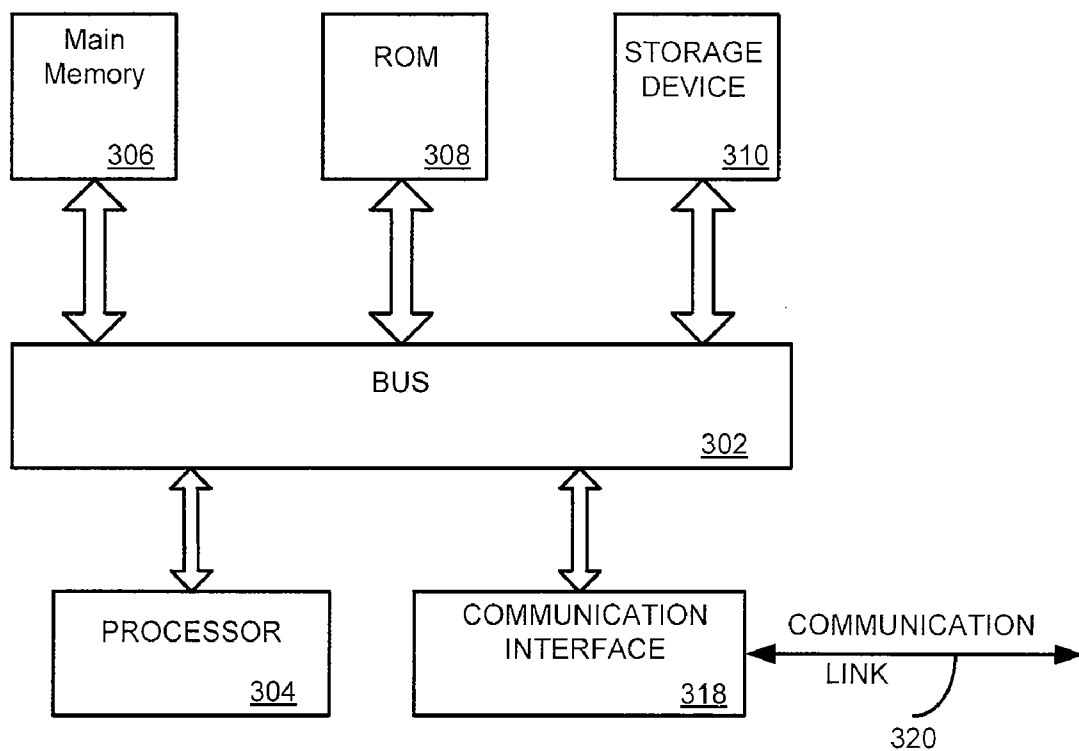 Main
Memory
306
ROM
308
STORAGE
DEVICE
310
BUS
302
PROCESSOR
304
COMMUNICATION
INTERFACE
318
COMMUNICATION
LINK
320